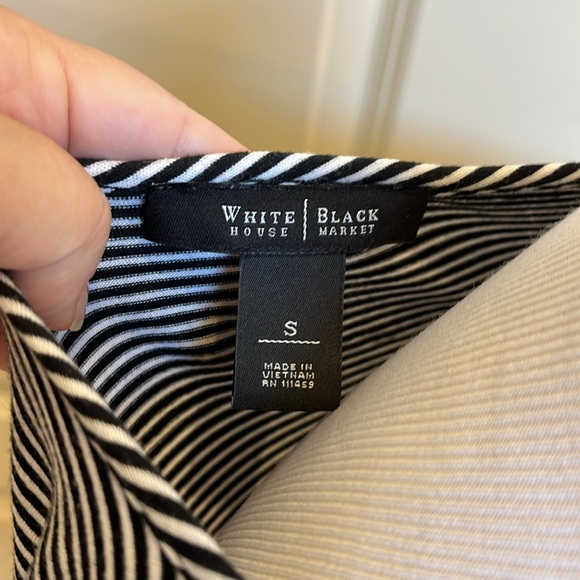 WHITE | BLACK
HOUSE | MARKET
S
MADE IN
VIETNAM
RN 111459